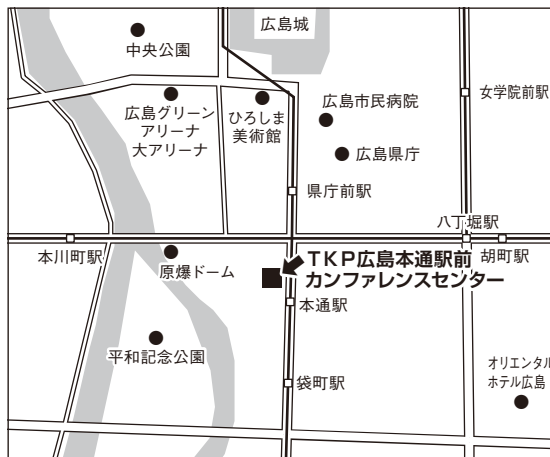 広島城
中央公園
広島グリーン
アリーナ
大アリーナ
ひろしま
美術館
広島市民病院
女学院前駅
広島県庁
県庁前駅
八丁堀駅
本川町駅
原爆ドーム
TKP広島本通駅前
カンファレンスセンター
胡町駅
本通駅
平和記念公園
袋町駅
オリエンタル
ホテル広島